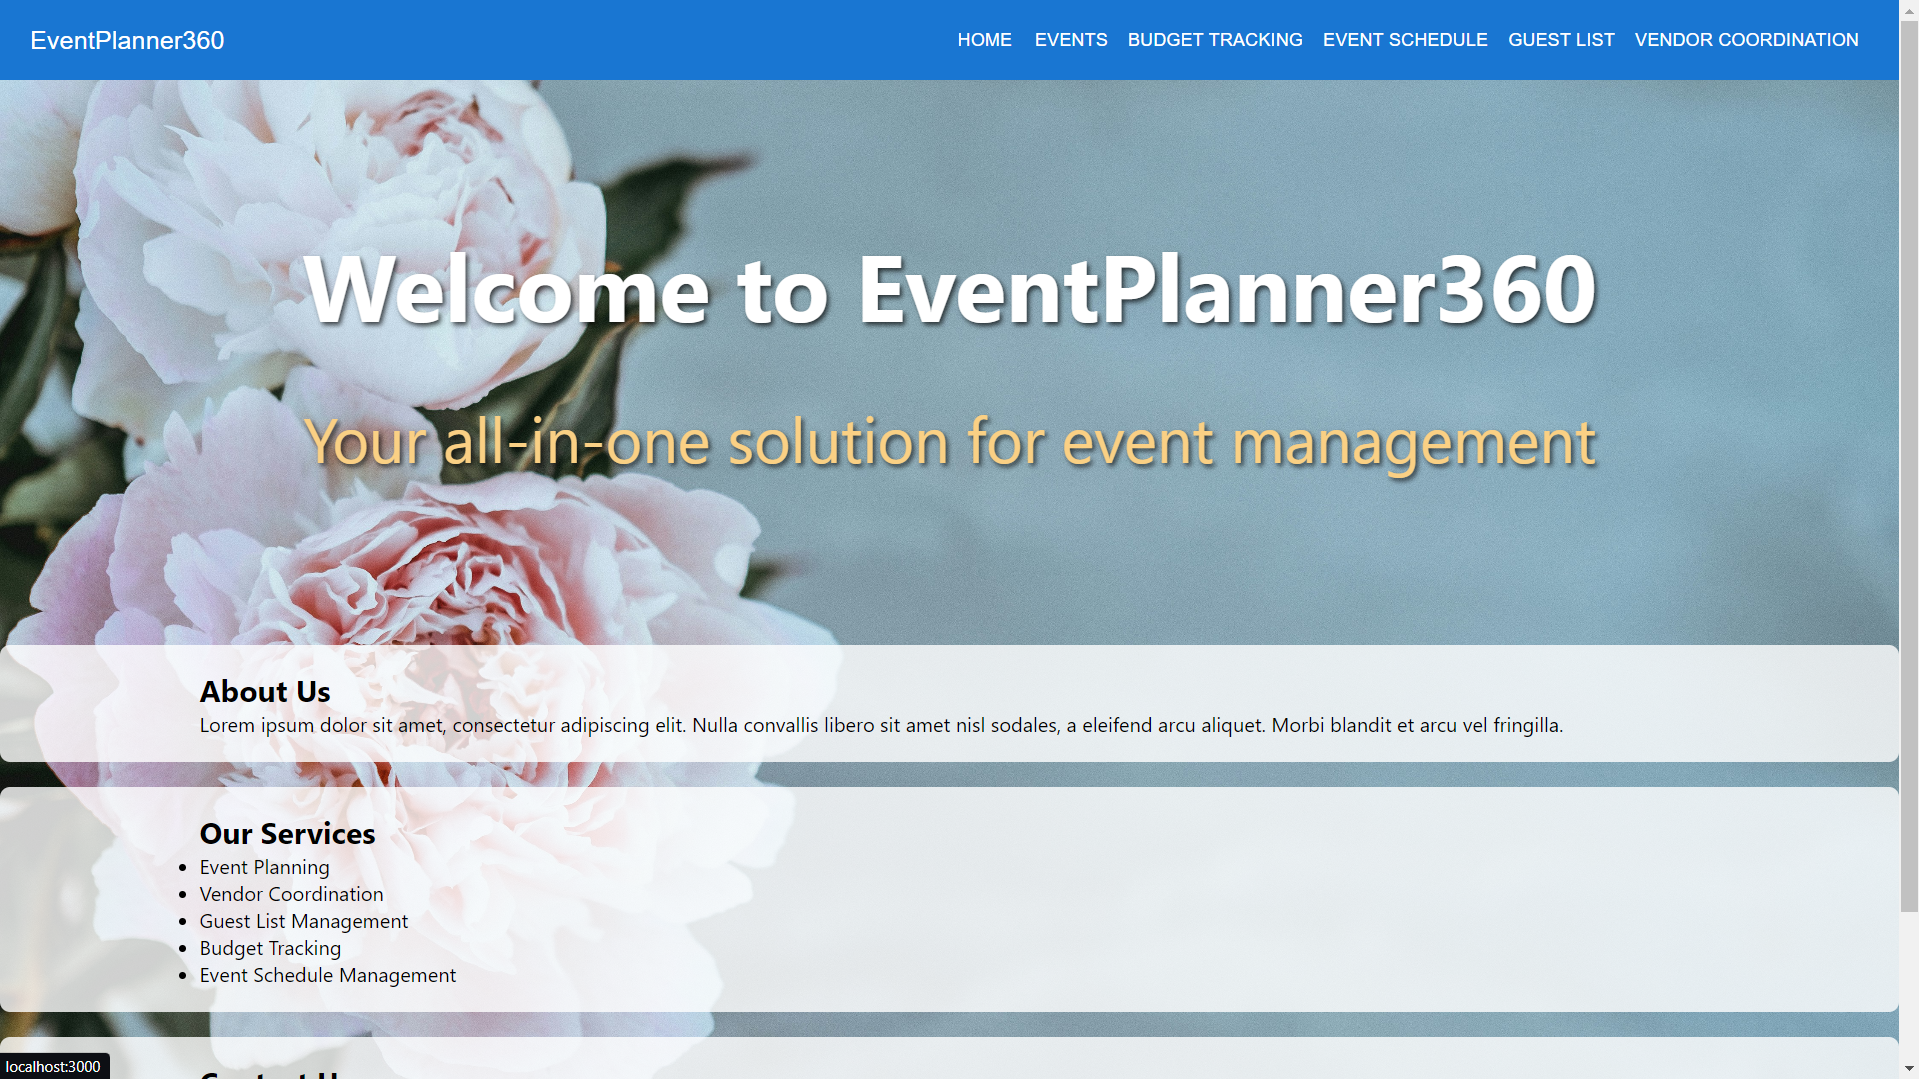 EventPlanner360
HOME EVENTS BUDGET TRACKING EVENT SCHEDULE GUEST LIST VENDOR COORDINATION
Welcome to EventPlanner360
Your all-in-one solution for event management
About Us
Lorem ipsum dolor sit amet, consectetur adipiscing elit. Nulla convallis libero sit amet nisl sodales, a eleifend arcu aliquet. Morbi blandit et arcu vel fringilla.
Our Services
Event Planning
Vendor Coordination
Guest List Management
Budget Tracking
Event Schedule Management
localhost:3000